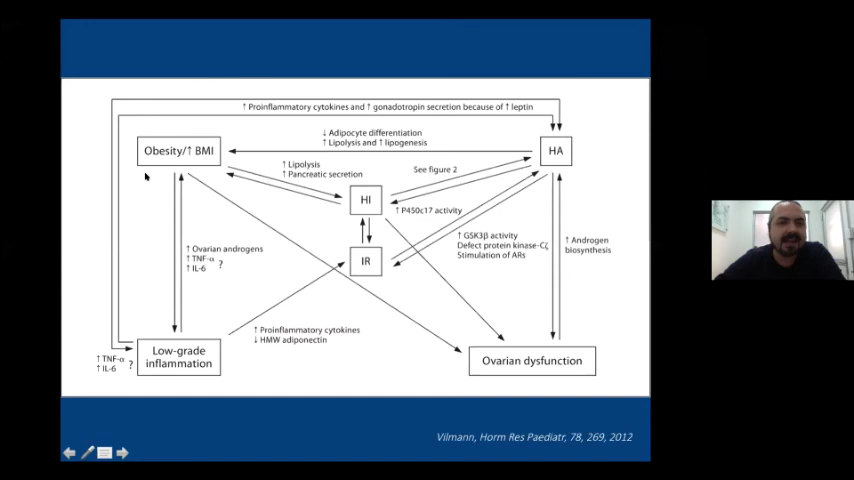 ↑ Proinflammatory cytokines and ↑ gonadotropin secretion because of ↑ leptin
↓ Adipocyte differentiation
↑ Lipolysis and ↑ lipogenesis
Obesity/↑ BMI
HA
↑ Lipolysis
↑ Pancreatic secretion
See figure 2
HI
↑ P450c17 activity
↑ GSK3β activity
Defect protein kinase-Cζ
Stimulation of ARs
↑ Androgen
biosynthesis
↑ Ovarian androgens
↑ TNF-α
↑ IL-6
?
IR
↑ Proinflammatory cytokines
↓ HMW adiponectin
Low-grade
inflammation
↑ TNF-α
↑ IL-6
?
Ovarian dysfunction
Vilmann, Horm Res Paediatr, 78, 269, 2012